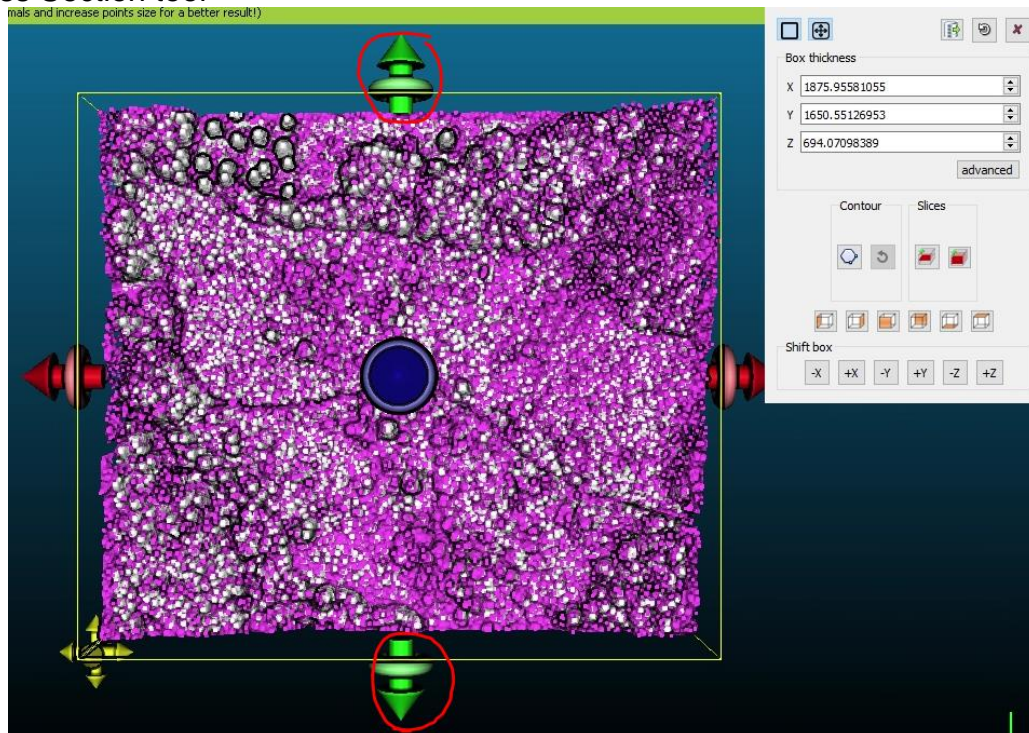 mals and increase points size for a better result!)
Box thickness
X 1875.95581055
Y 1650.55126953
Z 694.07098389
advanced
Contour Slices
Shift box
-X +X -Y +Y -Z +Z